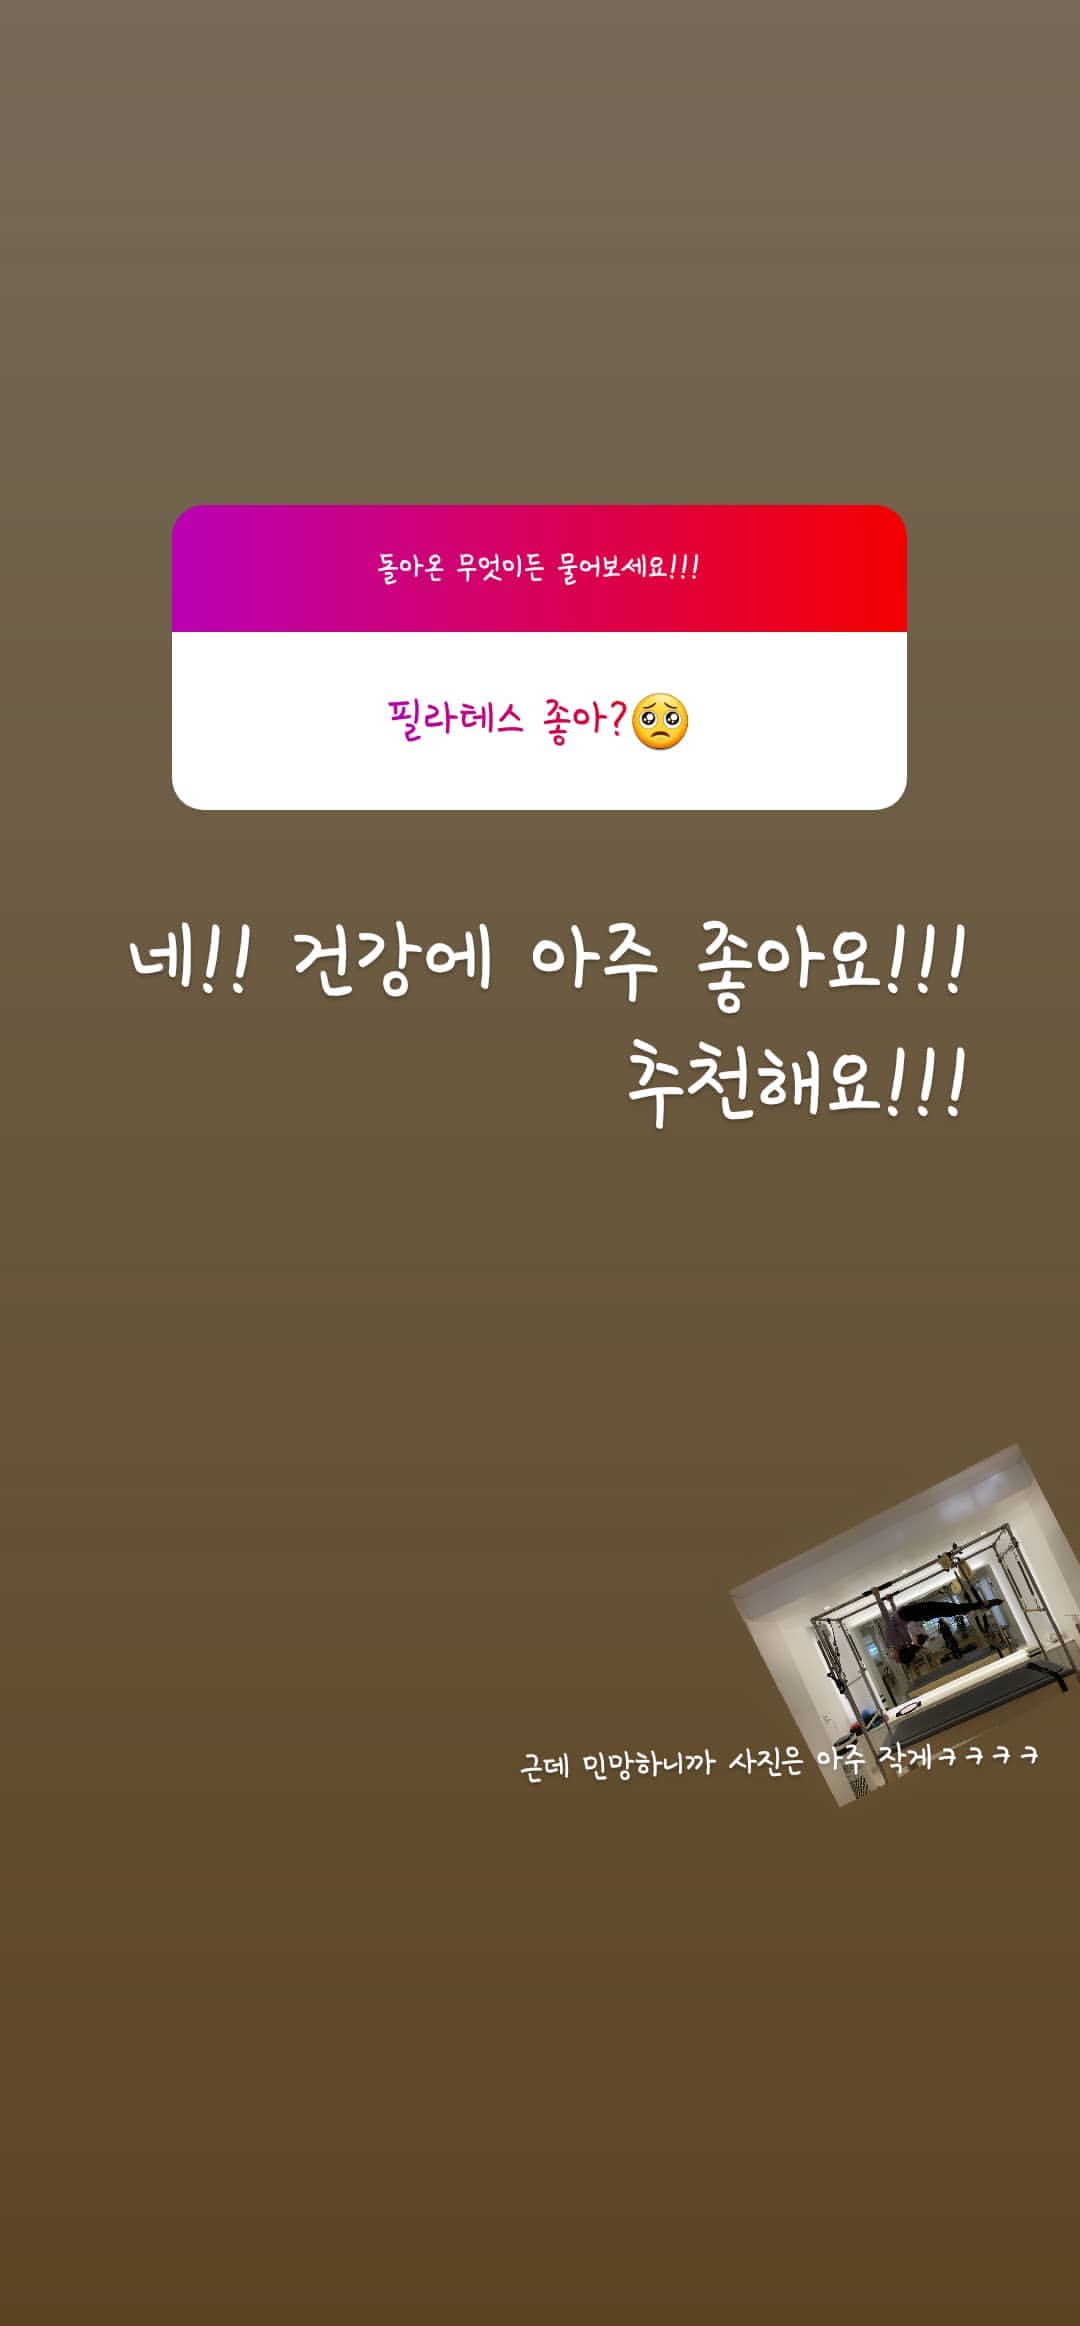 돌아온 무엇이든 물어보세요!!!
필라테스 좋아?🥺
네!! 건강에 아주 좋아요!!!
추천해요!!!
근데 민망하니까 사진은 아주 작게ㅋㅋㅋㅋ